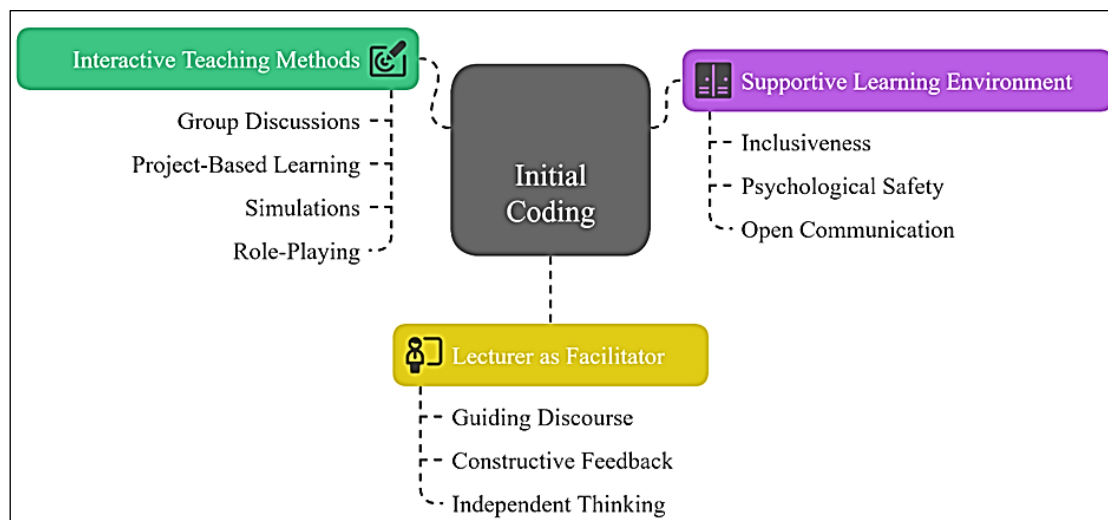 Interactive Teaching Methods
Group Discussions
Project-Based Learning
Simulations
Role-Playing
Initial
Coding
Supportive Learning Environment
Inclusiveness
Psychological Safety
Open Communication
Lecturer as Facilitator
Guiding Discourse
Constructive Feedback
Independent Thinking